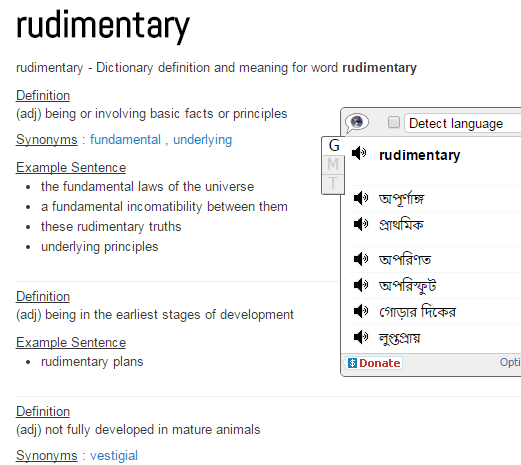 rudimentary
rudimentary - Dictionary definition and meaning for word rudimentary
Definition
(adj) being or involving basic facts or principles
Synonyms : fundamental , underlying
Example Sentence
the fundamental laws of the universe
a fundamental incomatibility between them
these rudimentary truths
underlying principles
Definition
(adj) being in the earliest stages of development
Example Sentence
rudimentary plans
Definition
(adj) not fully developed in mature animals
Synonyms : vestigial
Detect language
G
M
T
rudimentary
অপূর্ণাঙ্গ
প্রাথমিক
অপরিণত
অপরিস্ফুট
গোড়ার দিকের
লুপ্তপ্রায়
$ Donate
Opti